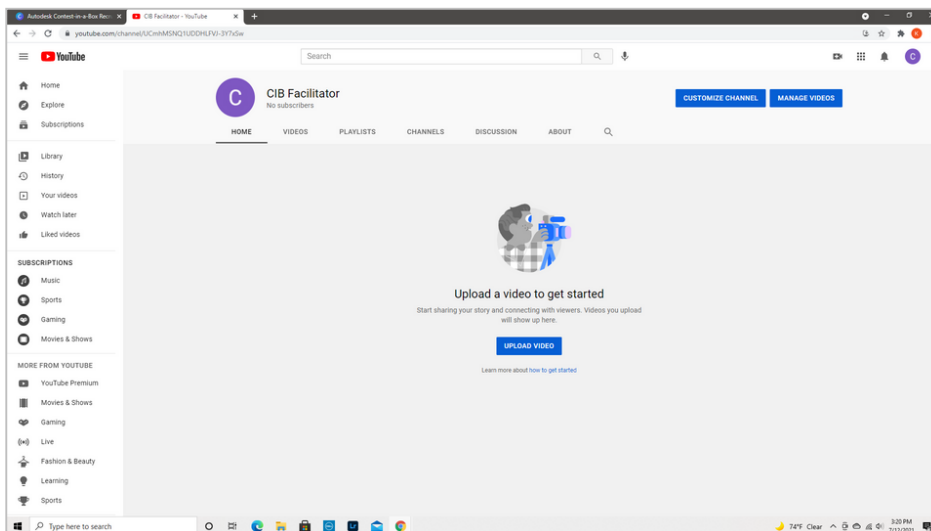 Autodesk Contest-in-a-Box Recr
CIB Facilitator - YouTube
youtube.com/channel/UCmhMSNQ1UDDHLFVJ-3Y7xSw
K
YouTube
Search
C
Home
Explore
Subscriptions
Library
History
Your videos
Watch later
Liked videos
SUBSCRIPTIONS
Music
Sports
Gaming
Movies & Shows
MORE FROM YOUTUBE
YouTube Premium
Movies & Shows
Gaming
Live
Fashion & Beauty
Learning
Sports
C
CIB Facilitator
No subscribers
CUSTOMIZE CHANNEL
MANAGE VIDEOS
HOME VIDEOS PLAYLISTS CHANNELS DISCUSSION ABOUT
Upload a video to get started
Start sharing your story and connecting with viewers. Videos you upload
will show up here.
UPLOAD VIDEO
Learn more about how to get started
Type here to search
74°F Clear
3:20 PM
7/12/2021